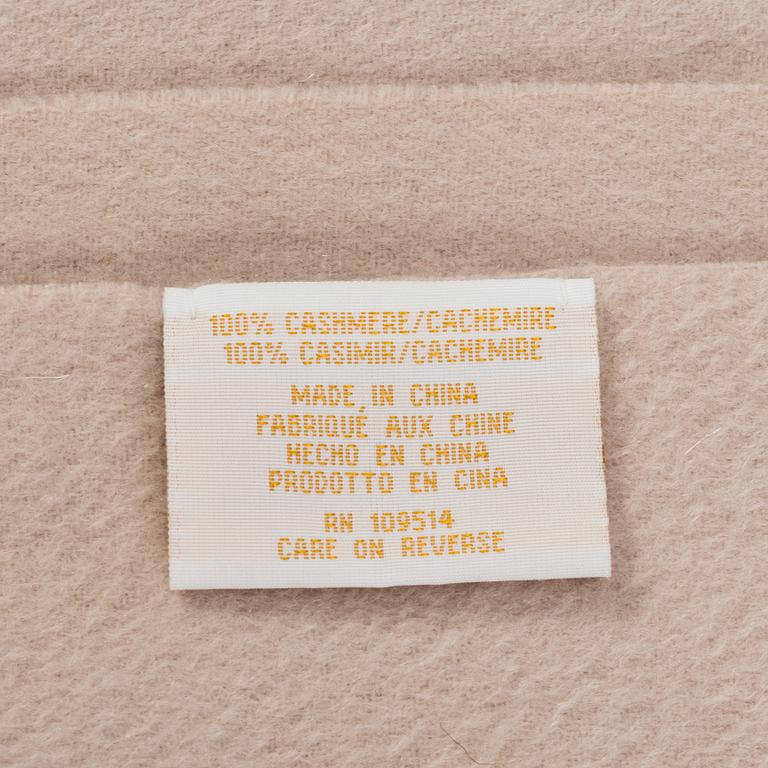 100% CASHMERE/CACHEMIRE
100% CASIMIR/CACHEMIRE
MADE IN CHINA
FABRIQUÉ AUX CHINE
HECHO EN CHINA
PRODOTTO EN CINA
RN 109514
CARE ON REVERSE